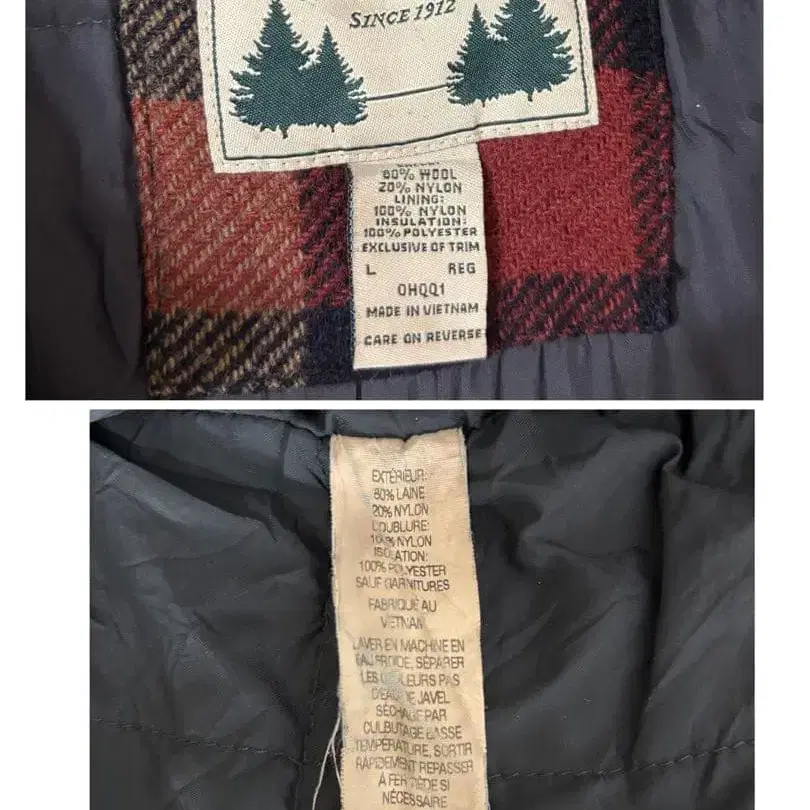 SINCE 1912
80% WOOL
20% NYLON
LINING:
100% NYLON
INSULATION:
100% POLYESTER
EXCLUSIVE OF TRIM
L REG
0HQQ1
MADE IN VIETNAM
CARE ON REVERSE
EXTÉRIEUR:
80% LAINE
20% NYLON
DOUBLURE:
100% NYLON
ISOLATION:
100% POLYESTER
SAUF GARNITURES
FABRIQUÉ AU
VIETNAM
LAVER EN MACHINE EN
EAU FROIDE, SÉPARER
LES COULEURS PAS
D'EAU DE JAVEL
SÉCHAGE PAR
CULBUTAGE BASSE
TEMPÉRATURE, SORTIR
RAPIDEMENT REPASSER
À FER TIÈDE SI
NÉCESSAIRE